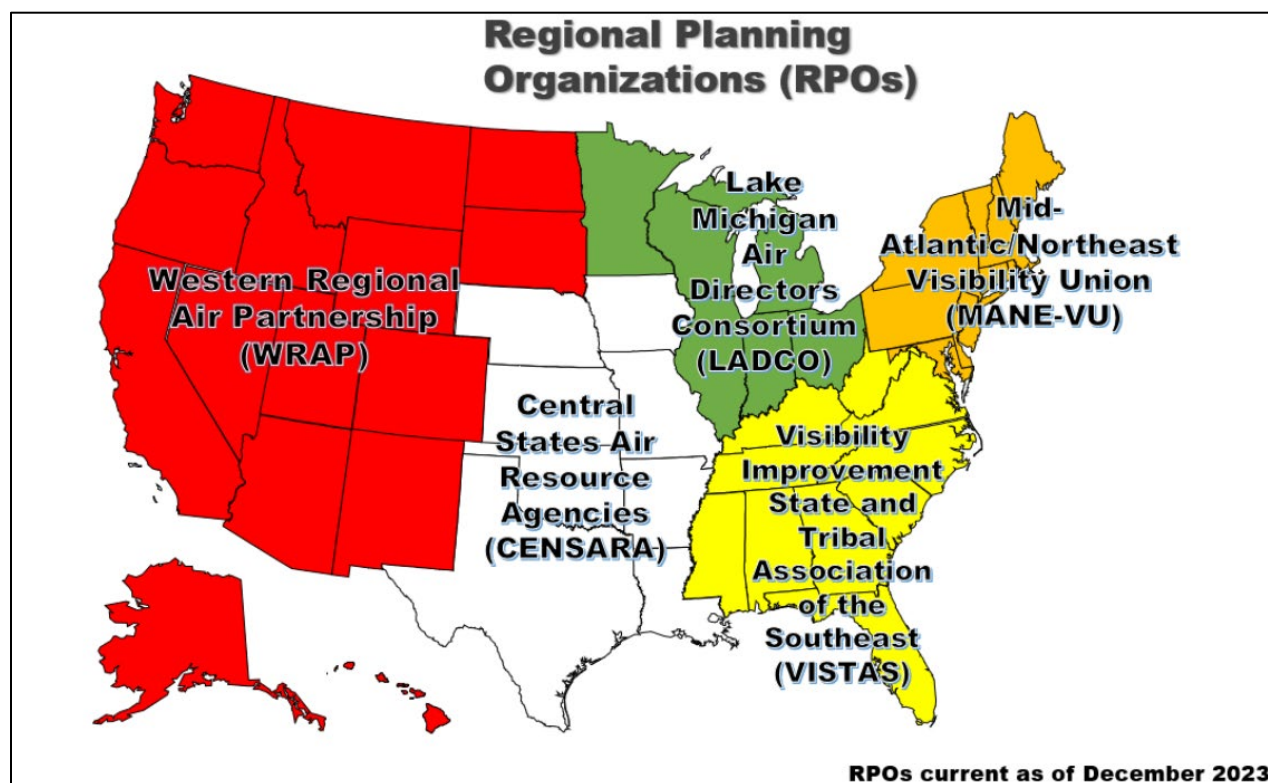 Regional Planning
Organizations (RPOs)
Western Regional
Air Partnership
(WRAP)
Lake
Michigan
Air
Directors
Consortium
(LADCO)
Mid-
Atlantic/Northeast
Visibility Union
(MANE-VU)
Central
States Air
Resource
Agencies
(CENSARA)
Visibility
Improvement
State and
Tribal
Association
of the
Southeast
(VISTAS)
RPOs current as of December 2023